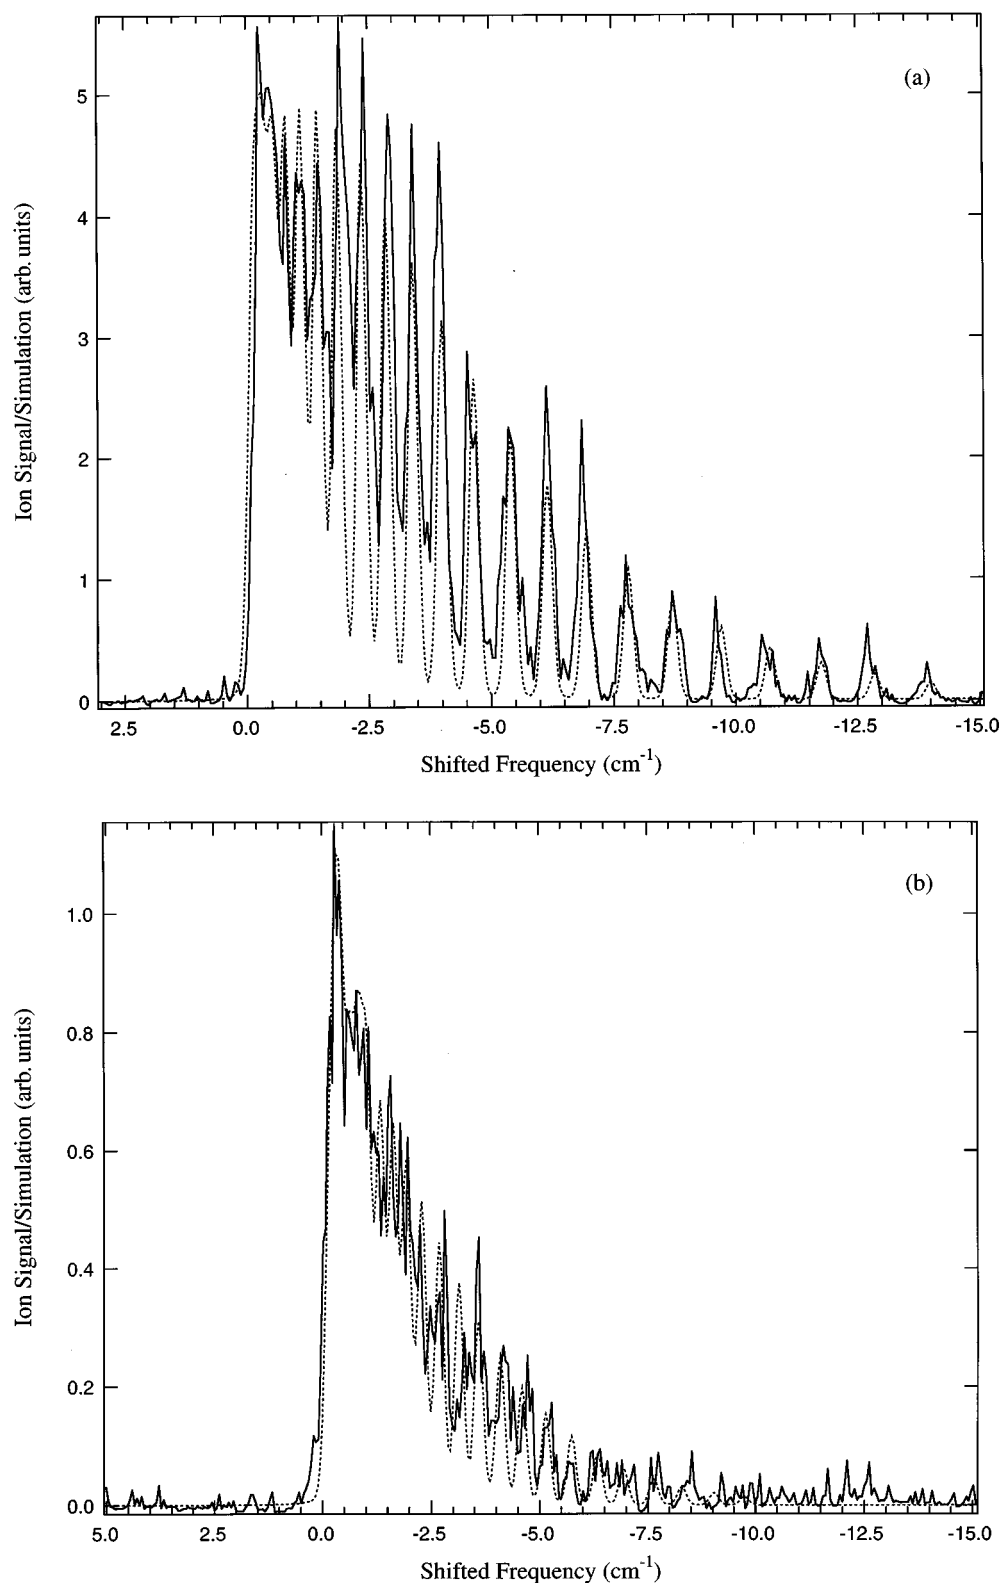 (a)
Ion Signal/Simulation (arb. units)
5
4
3
2
1
0
2.5 0.0 -2.5 -5.0 -7.5 -10.0 -12.5 -15.0
Shifted Frequency (cm-1)
(b)
Ion Signal/Simulation (arb. units)
1.0
0.8
0.6
0.4
0.2
0.0
5.0 2.5 0.0 -2.5 -5.0 -7.5 -10.0 -12.5 -15.0
Shifted Frequency (cm-1)